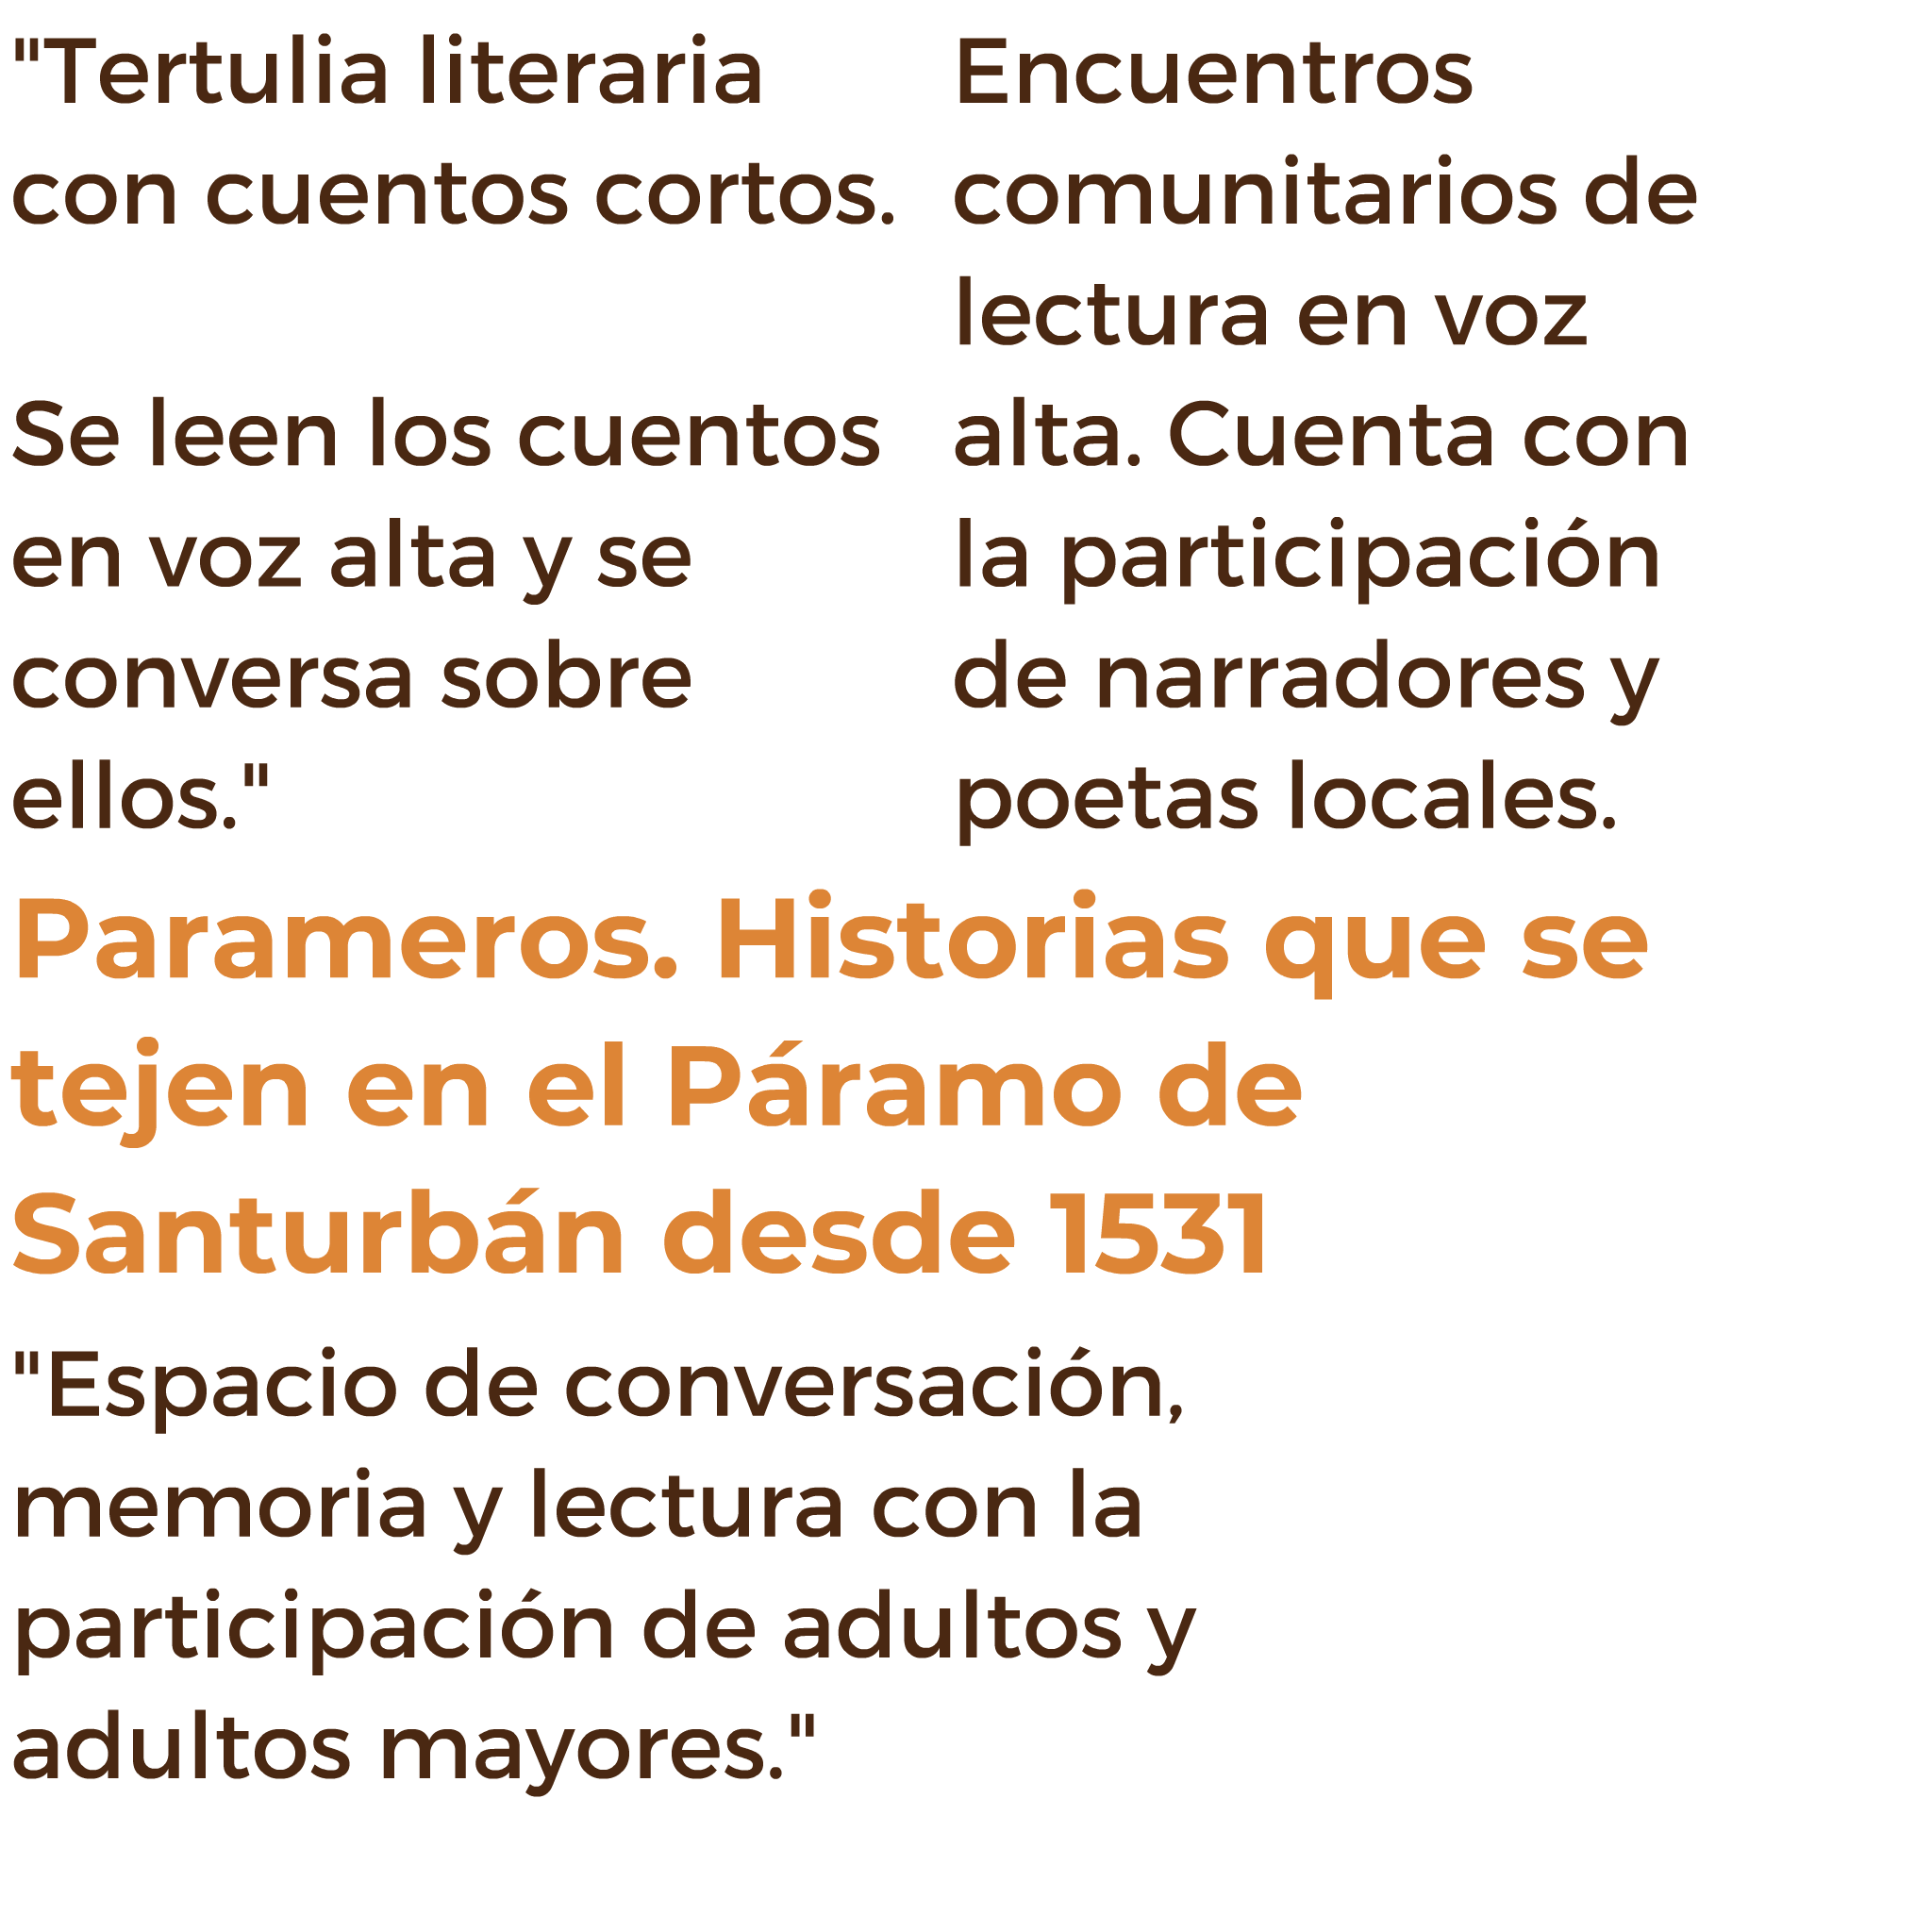 "Tertulia literaria
con cuentos cortos.
Se leen los cuentos
en voz alta y se
conversa sobre
ellos."
Encuentros
comunitarios de
lectura en voz
alta. Cuenta con
la participación
de narradores y
poetas locales.
Parameros. Historias que se
tejen en el Páramo de
Santurbán desde 1531
"Espacio de conversación,
memoria y lectura con la
participación de adultos y
adultos mayores."